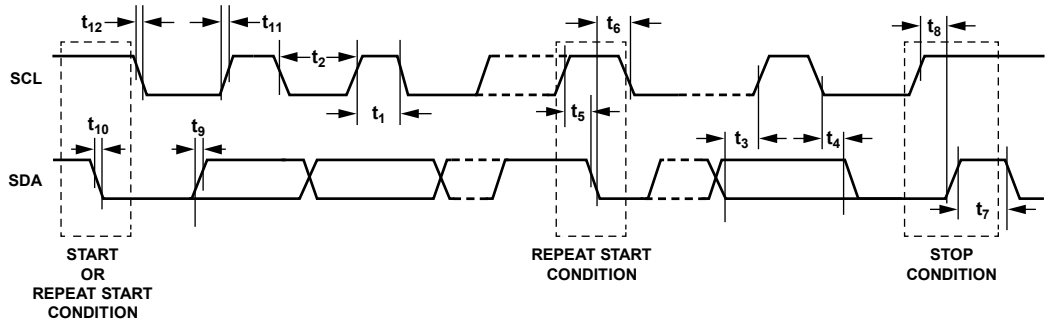 t12
t11
t2
t6
t8
SCL
t1
t5
t10
t9
t3
t4
SDA
t7
START
OR
REPEAT START
CONDITION
REPEAT START
CONDITION
STOP
CONDITION